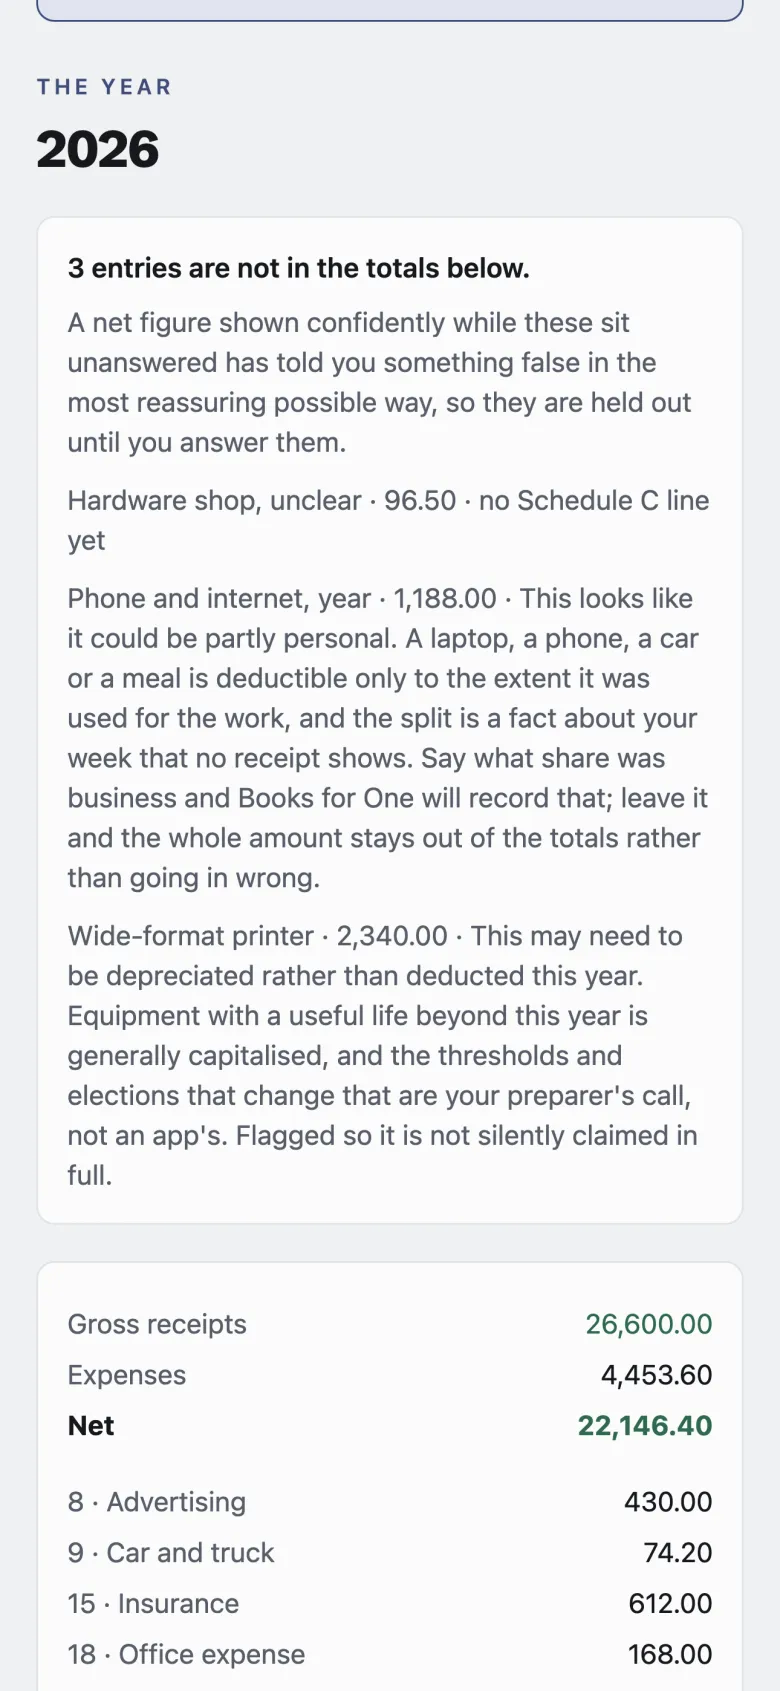 THE YEAR
2026
3 entries are not in the totals below.
A net figure shown confidently while these sit
unanswered has told you something false in the
most reassuring possible way, so they are held out
until you answer them.
Hardware shop, unclear · 96.50 · no Schedule C line
yet
Phone and internet, year · 1,188.00 · This looks like
it could be partly personal. A laptop, a phone, a car
or a meal is deductible only to the extent it was
used for the work, and the split is a fact about your
week that no receipt shows. Say what share was
business and Books for One will record that; leave it
and the whole amount stays out of the totals rather
than going in wrong.
Wide-format printer · 2,340.00 · This may need to
be depreciated rather than deducted this year.
Equipment with a useful life beyond this year is
generally capitalised, and the thresholds and
elections that change that are your preparer's call,
not an app's. Flagged so it is not silently claimed in
full.
Gross receipts 26,600.00
Expenses 4,453.60
Net 22,146.40
8 · Advertising 430.00
9 · Car and truck 74.20
15 · Insurance 612.00
18 · Office expense 168.00